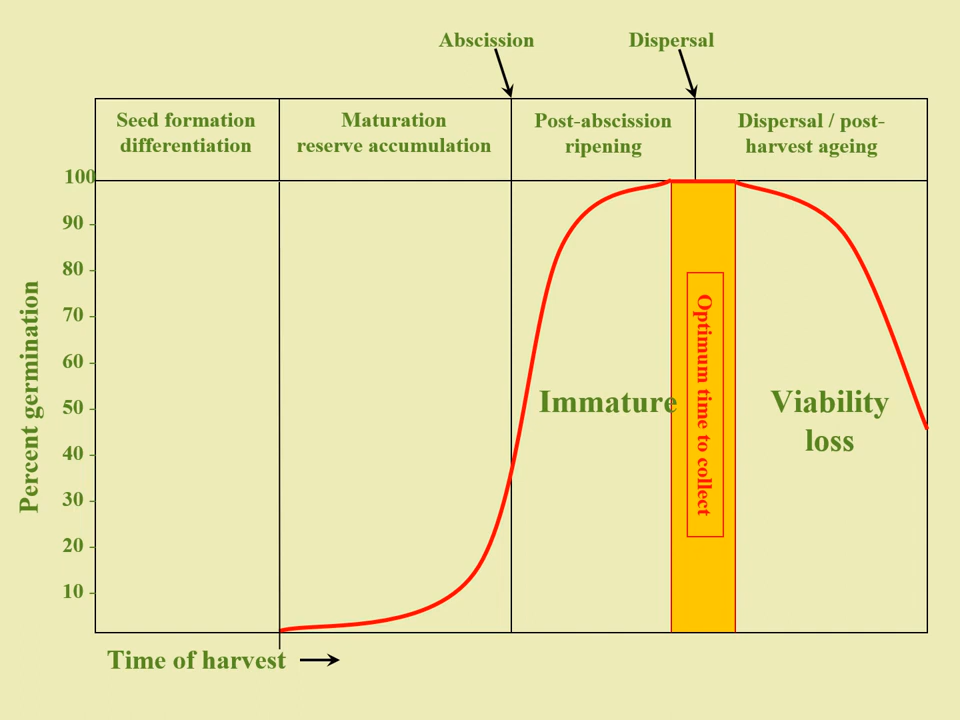 Abscission
Dispersal
Seed formation
differentiation
Maturation
reserve accumulation
Post-abscission
ripening
Dispersal / post-
harvest ageing
100
90
80
70
60
50
40
30
20
10
Percent germination
Immature
Optimum time to collect
Viability
loss
Time of harvest